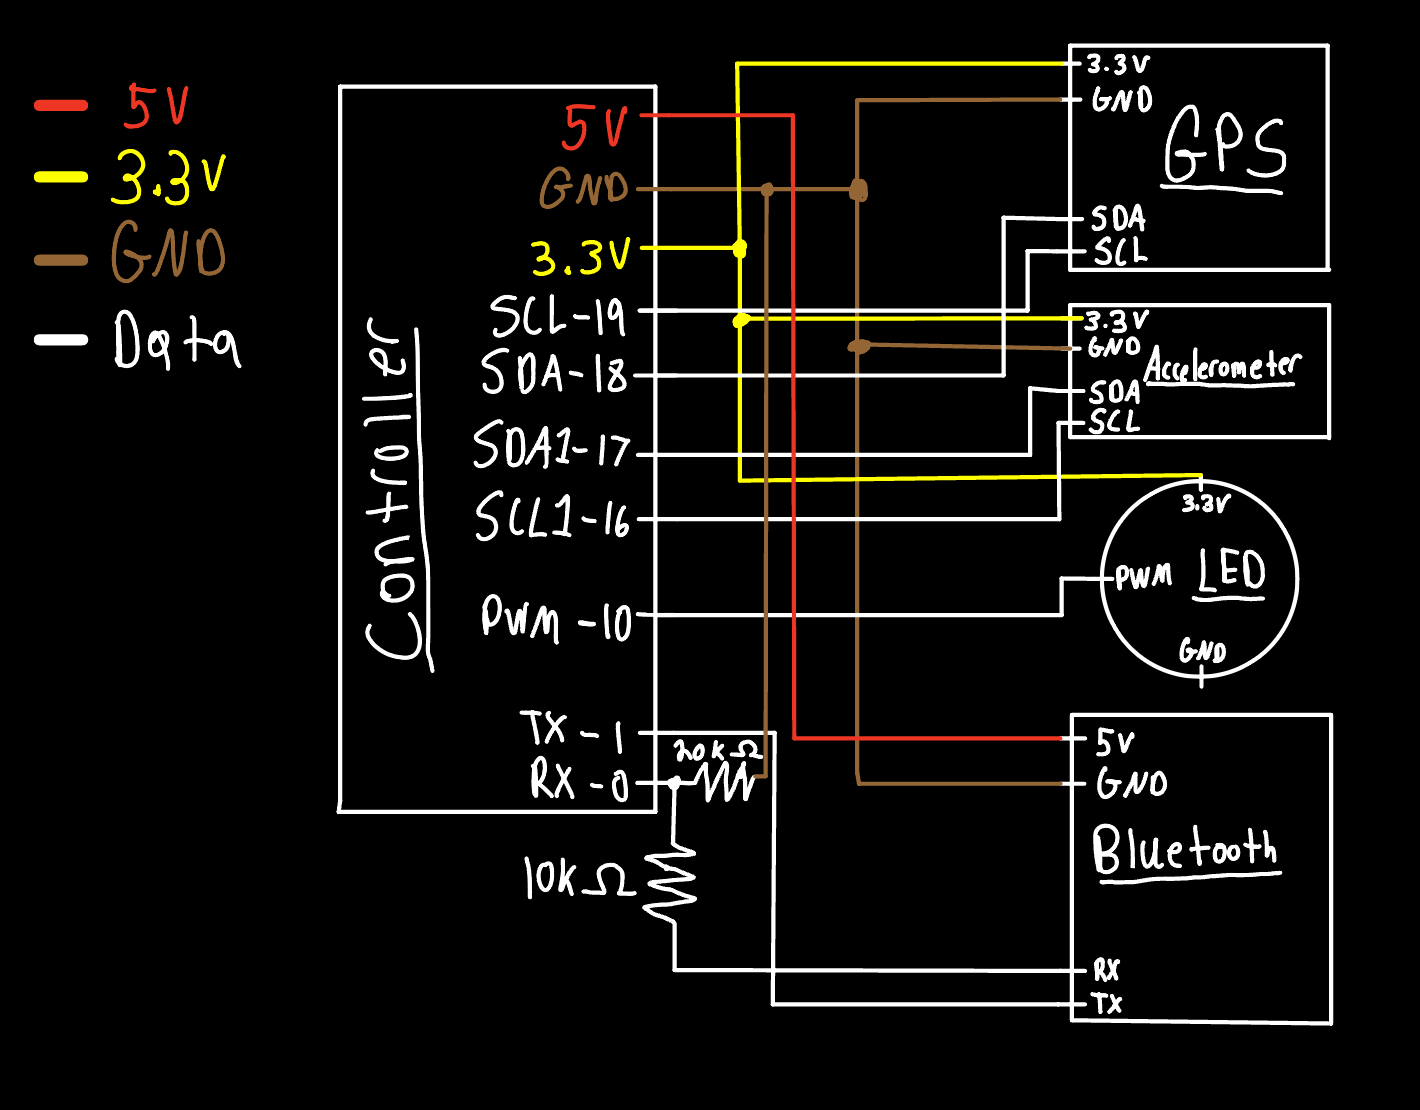 5V
3.3V
GND
Data
Controller
5V
GND
3.3V
SCL-19
SDA-18
SDA1-17
SCL1-16
PWM-10
TX-1
RX-0
20kΩ
10kΩ
3.3V
GND
GPS
SDA
SCL
3.3V
GND
Accelerometer
SDA
SCL
3.3V
PWM LED
GND
5V
GND
Bluetooth
RX
TX